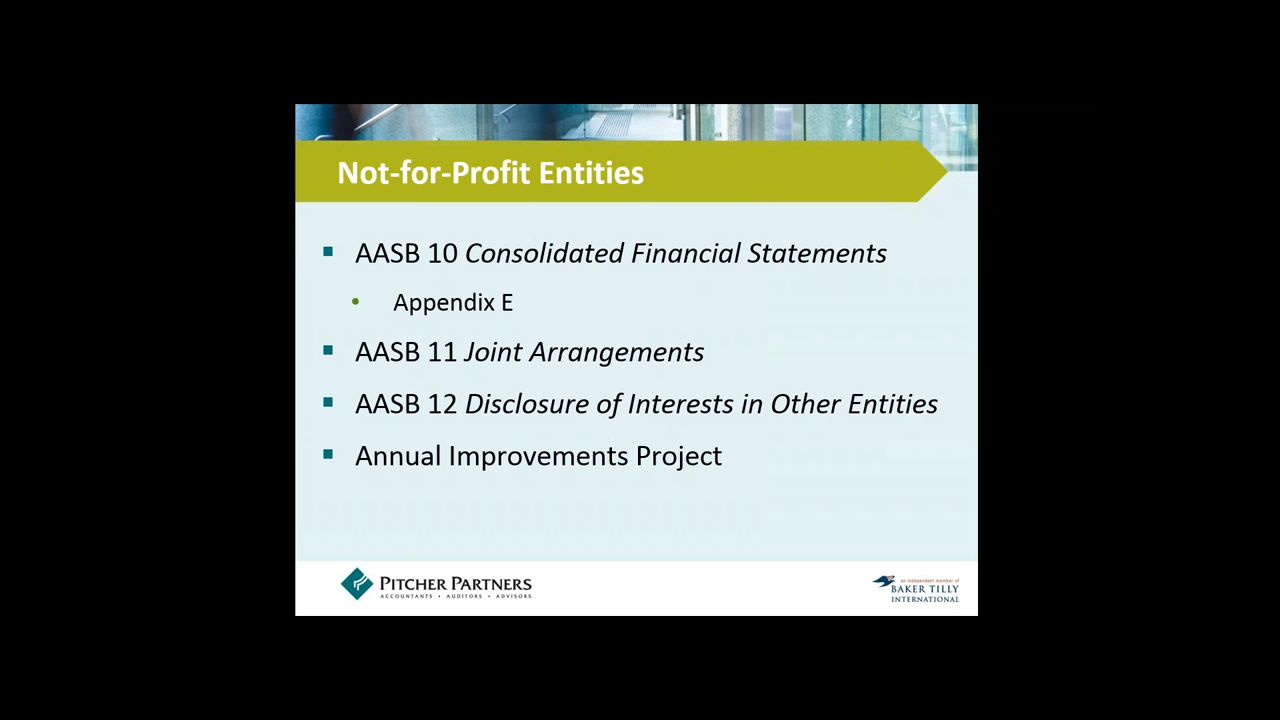 Not-for-Profit Entities
AASB 10 Consolidated Financial Statements
Appendix E
AASB 11 Joint Arrangements
AASB 12 Disclosure of Interests in Other Entities
Annual Improvements Project
PITCHER PARTNERS
ACCOUNTANTS • AUDITORS • ADVISORS
an independent member of
BAKER TILLY
INTERNATIONAL